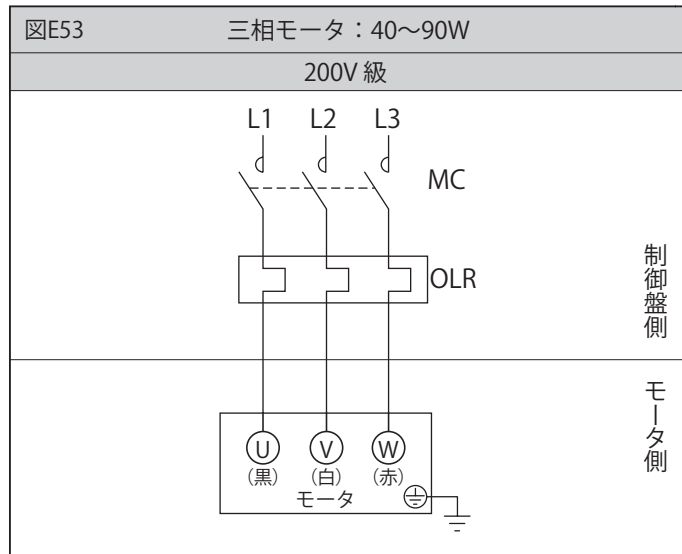 図E53 三相モータ：40～90W
200V 級
L1 L2 L3
MC
OLR
制御盤側
モータ側
U V W
(黒) (白) (赤)
モータ